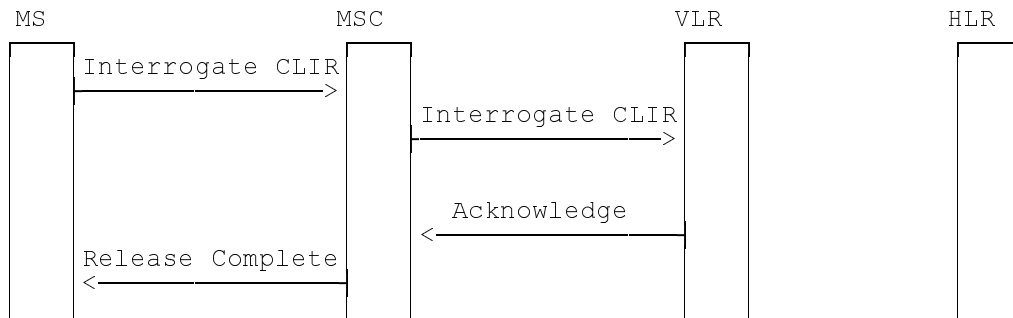 MS MSC VLR HLR
Interrogate CLIR
Interrogate CLIR
Acknowledge
Release Complete